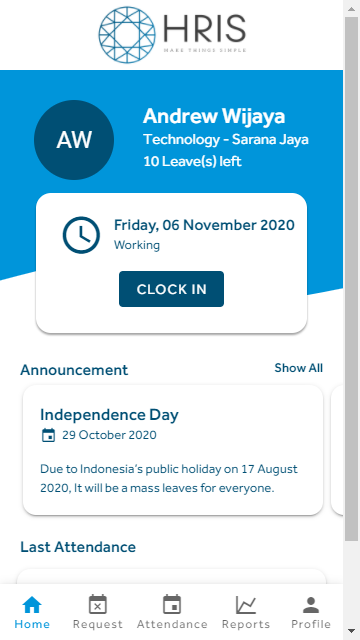 HRIS
MAKE THINGS SIMPLE
AW
Andrew Wijaya
Technology - Sarana Jaya
10 Leave(s) left
Friday, 06 November 2020
Working
CLOCK IN
Announcement
Show All
Independence Day
29 October 2020
Due to Indonesia's public holiday on 17 August
2020, It will be a mass leaves for everyone.
Last Attendance
Home
Request
Attendance
Reports
Profile